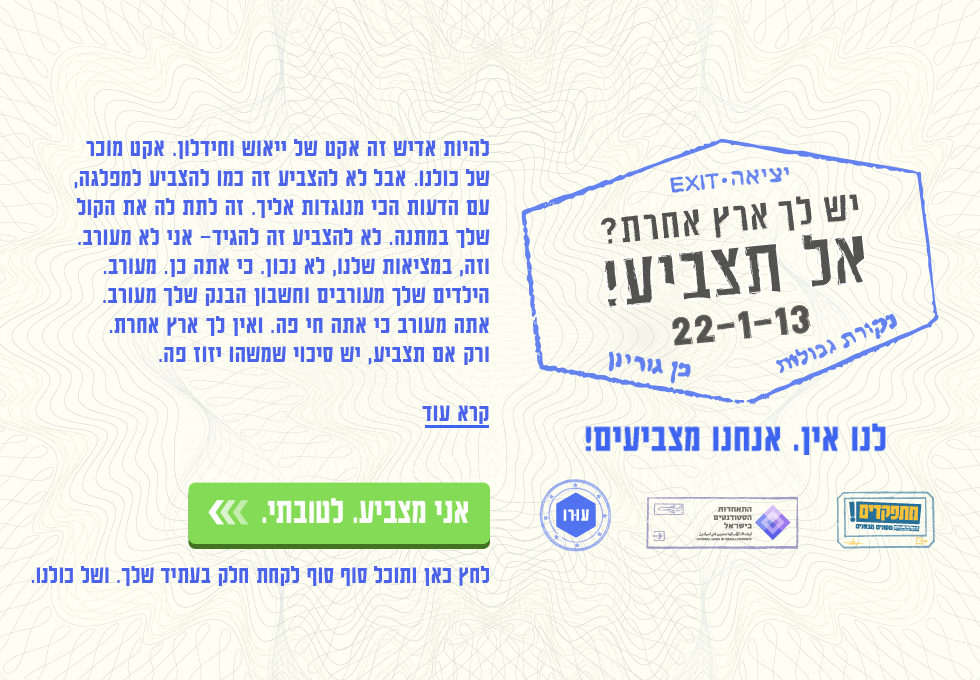 יציאה • EXIT
יש לך ארץ אחרת?
אל תצביע!
22-1-13
בן גוריון
בקורת גבולות
לנו אין. אנחנו מצביעים!
מתפקדים!
התאחדות
הסטודנטים
בישראל
עורו
להיות אדיש זה אקט של ייאוש וחידלון. אקט מוכר
של כולנו. אבל לא להצביע זה כמו להצביע למפלגה,
עם הדעות הכי מנוגדות אליך. זה לתת לה את הקול
שלך במתנה. לא להצביע זה להגיד– אני לא מעורב.
וזה, במציאות שלנו, לא נכון. כי אתה כן. מעורב.
הילדים שלך מעורבים וחשבון הבנק שלך מעורב.
אתה מעורב כי אתה חי פה. ואין לך ארץ אחרת.
ורק אם תצביע, יש סיכוי שמשהו יזוז פה.
קרא עוד
אני מצביע. לטובתי.
לחץ כאן ותוכל סוף סוף לקחת חלק בעתיד שלך. ושל כולנו.